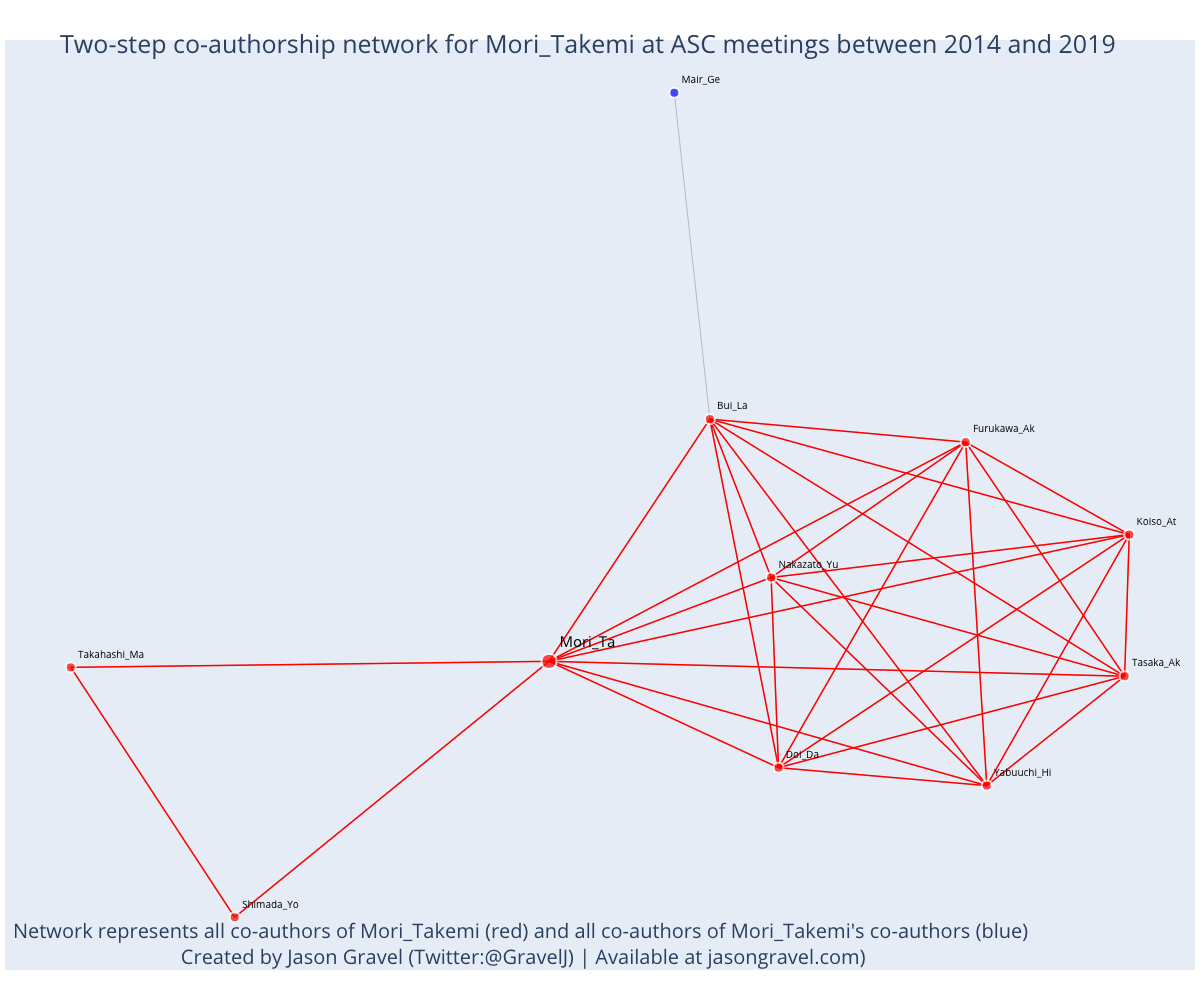 Two-step co-authorship network for Mori_Takemi at ASC meetings between 2014 and 2019
Mair_Ge
Bui_La
Furukawa_Ak
Koiso_At
Nakazato_Yu
Mori_Ta
Takahashi_Ma
Tasaka_Ak
Doi_Da
Yabuuchi_Hi
Shimada_Yo
Network represents all co-authors of Mori_Takemi (red) and all co-authors of Mori_Takemi's co-authors (blue)
Created by Jason Gravel (Twitter:@GravelJ) | Available at jasongravel.com)